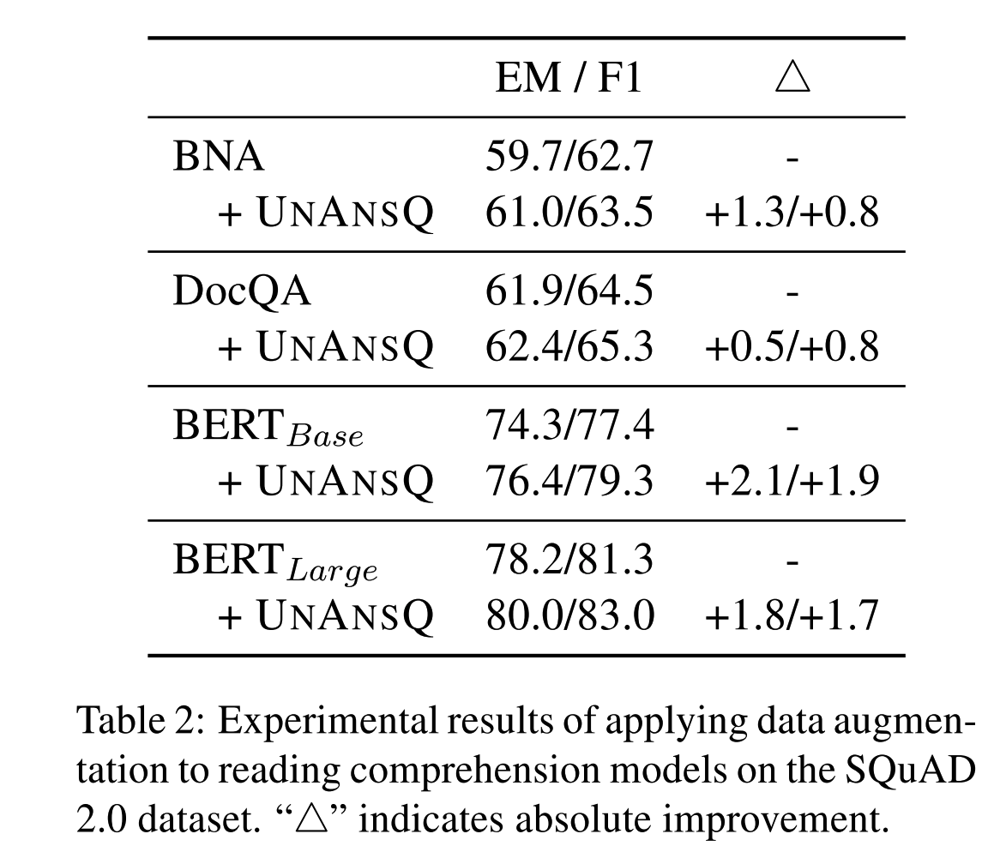 EM / F1 △
BNA 59.7/62.7 -
+ UNANSQ 61.0/63.5 +1.3/+0.8
DocQA 61.9/64.5 -
+ UNANSQ 62.4/65.3 +0.5/+0.8
BERT Base 74.3/77.4 -
+ UNANSQ 76.4/79.3 +2.1/+1.9
BERT Large 78.2/81.3 -
+ UNANSQ 80.0/83.0 +1.8/+1.7
Table 2: Experimental results of applying data augmen-
tation to reading comprehension models on the SQuAD
2.0 dataset. “△” indicates absolute improvement.